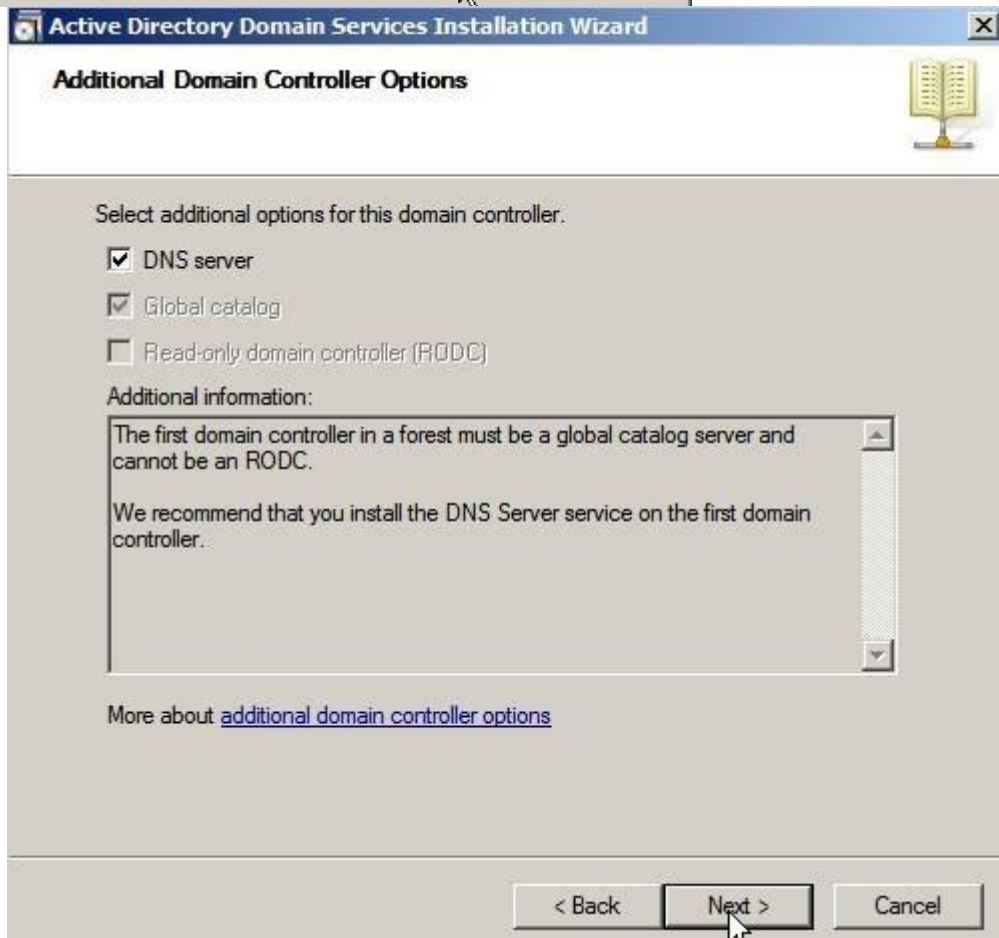 Active Directory Domain Services Installation Wizard
Additional Domain Controller Options
Select additional options for this domain controller.
DNS server
Global catalog
Read-only domain controller (RODC)
Additional information:
The first domain controller in a forest must be a global catalog server and
cannot be an RODC.
We recommend that you install the DNS Server service on the first domain
controller.
More about additional domain controller options
< Back
Next >
Cancel